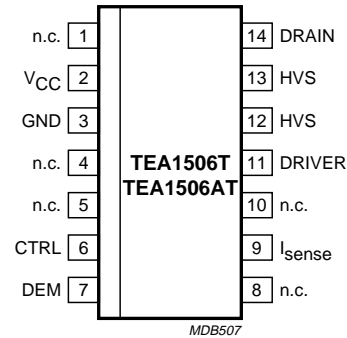 n.c. 1
VCC 2
GND 3
n.c. 4
n.c. 5
CTRL 6
DEM 7
TEA1506T
TEA1506AT
14 DRAIN
13 HVS
12 HVS
11 DRIVER
10 n.c.
9 Isense
8 n.c.
MDB507